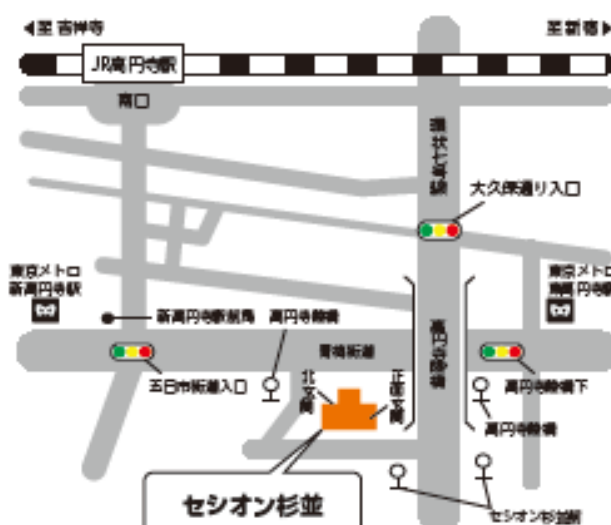 ◀至 吉祥寺
至 新宿▶
JR高円寺駅
南口
環状七号線
大久保通り入口
東京メトロ
新高円寺駅
東京メトロ
東高円寺駅
新高円寺駅前局
高円寺陸橋
青梅街道
高円寺陸橋
五日市街道入口
北玄関
正面玄関
高円寺陸橋下
高円寺陸橋
セシオン杉並
セシオン杉並前